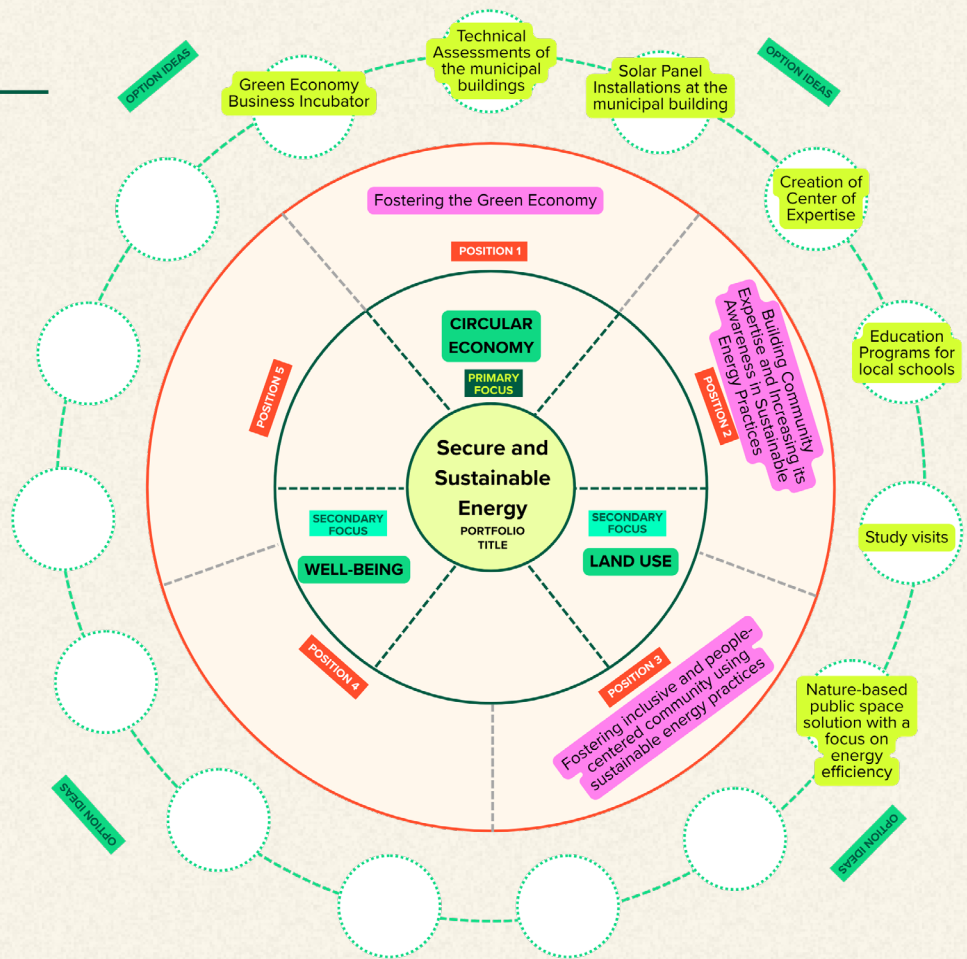 OPTION IDEAS
Technical
Assessments of
the municipal
buildings
OPTION IDEAS
Green Economy
Business Incubator
Solar Panel
Installations at the
municipal building
Creation of
Center of
Expertise
Education
Programs for
local schools
Study visits
Nature-based
public space
solution with a
focus on
energy
efficiency
OPTION IDEAS
OPTION IDEAS
Fostering the Green Economy
POSITION 1
Building Community
Expertise and Increasing its
Awareness in Sustainable
Energy Practices
POSITION 2
POSITION 3
Fostering inclusive and people-
centered community using
sustainable energy practices
POSITION 4
POSITION 5
CIRCULAR
ECONOMY
PRIMARY
FOCUS
Secure and
Sustainable
Energy
PORTFOLIO
TITLE
SECONDARY
FOCUS
WELL-BEING
SECONDARY
FOCUS
LAND USE